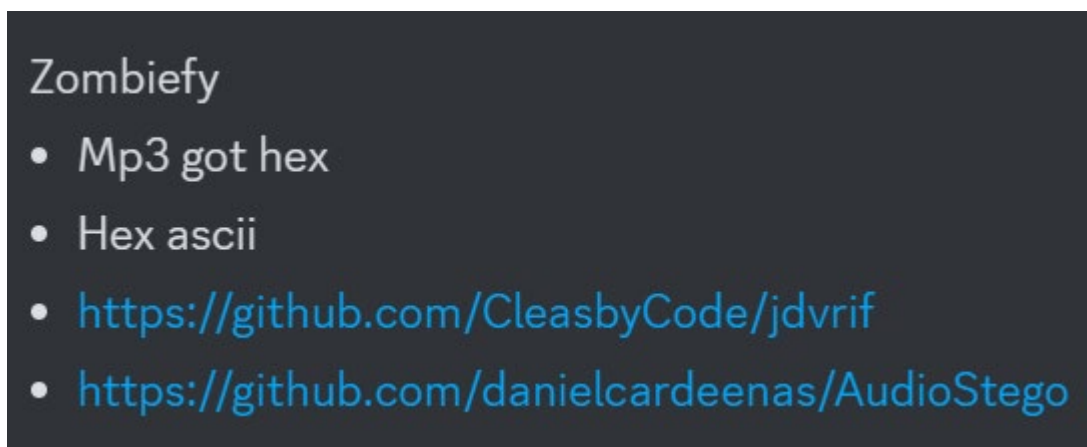 Zombiefy
• Mp3 got hex
• Hex ascii
• https://github.com/CleasbyCode/jdvrif
• https://github.com/danielcardeenas/AudioStego